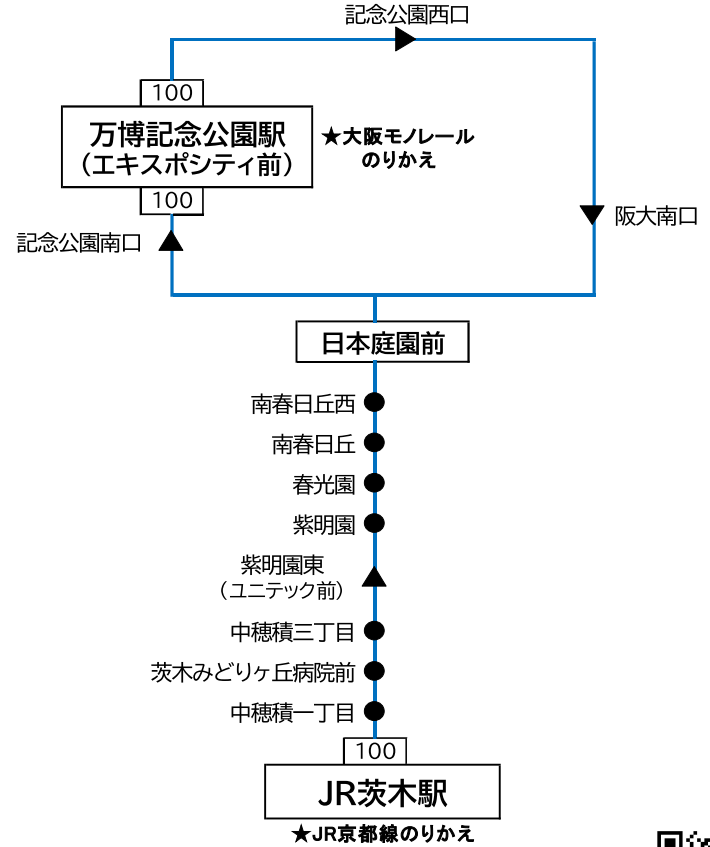 記念公園西口
100
万博記念公園駅
（エキスポシティ前）
★大阪モノレール
のりかえ
100
阪大南口
記念公園南口
日本庭園前
南春日丘西
南春日丘
春光園
紫明園
紫明園東
（ユニテック前）
中穂積三丁目
茨木みどりヶ丘病院前
中穂積一丁目
100
JR茨木駅
★JR京都線のりかえ